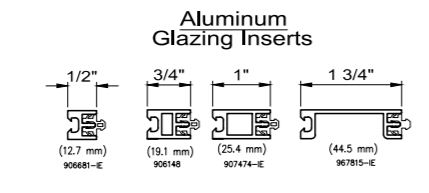 Aluminum
Glazing Inserts
1/2" 3/4" 1" 1 3/4"
(12.7 mm) (19.1 mm) (25.4 mm) (44.5 mm)
906681-IE 906148 907474-IE 967815-IE